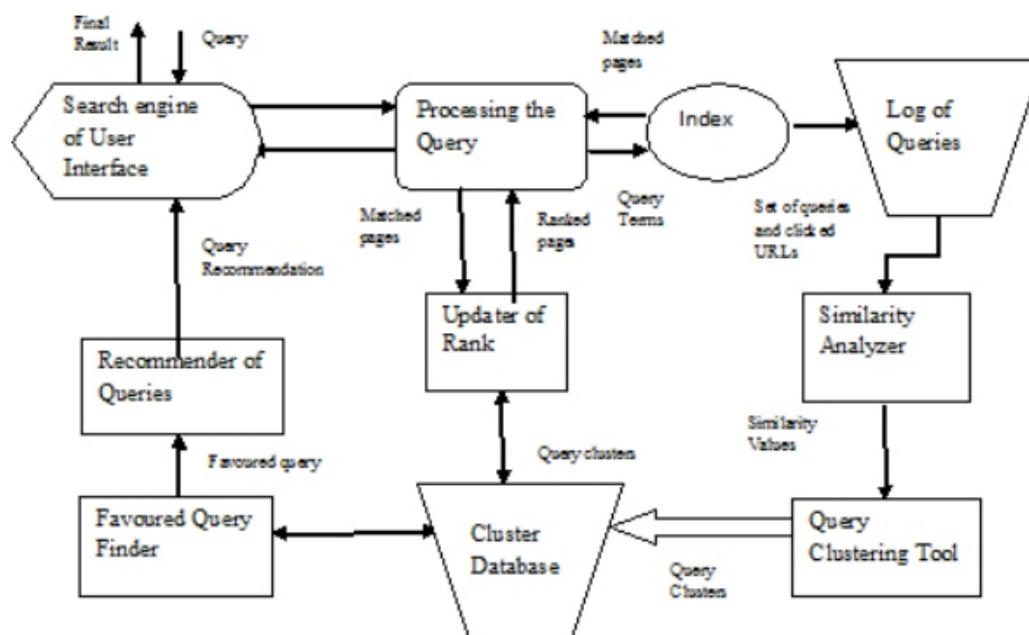 Final
Result
Query
Matched
pages
Search engine
of User
Interface
Processing the
Query
Index
Log of
Queries
Matched
pages
Ranked
pages
Query
Terms
Set of queries
and clicked
URLs
Query
Recommendation
Updater of
Rank
Similarity
Analyzer
Recommender of
Queries
Similarity
Values
Favoured query
Query clusters
Favoured Query
Finder
Cluster
Database
Query
Clustering Tool
Query
Clusters